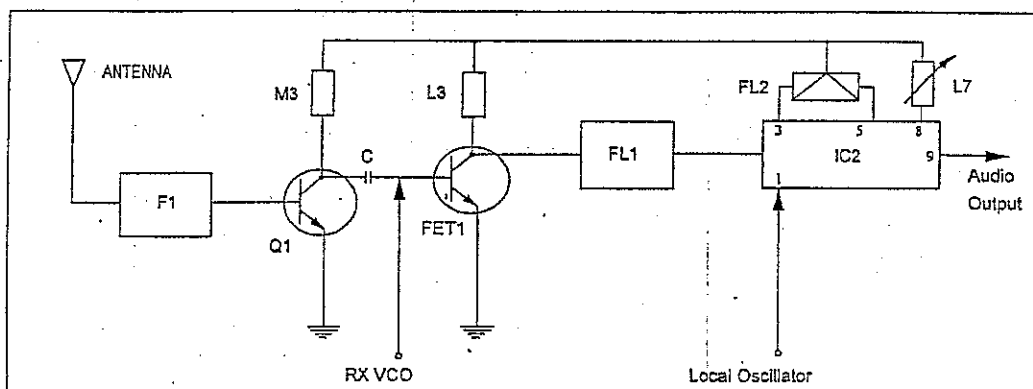 ANTENNA
M3
L3
FL2
L7
3
5
8
F1
C
FL1
IC2
9
1
Q1
FET1
Audio
Output
RX VCO
Local Oscillator